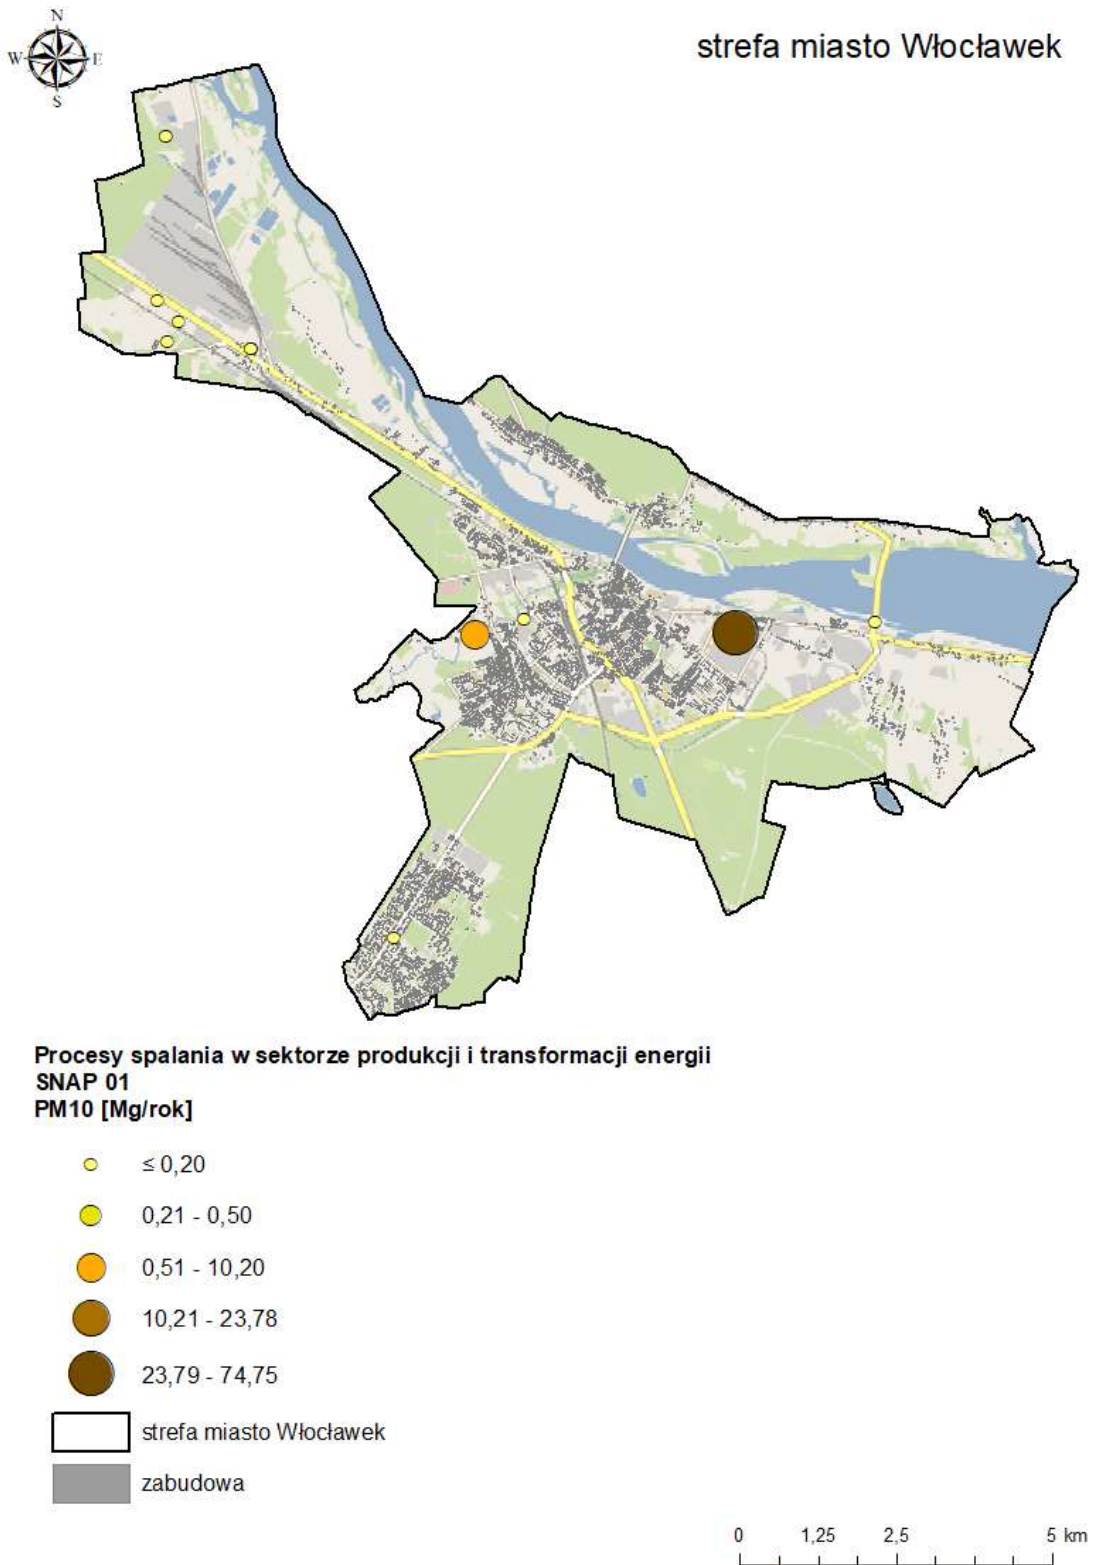 N
strefa miasto Włocławek
W E
S
Procesy spalania w sektorze produkcji i transformacji energii
SNAP 01
PM10 [Mg/rok]
≤ 0,20
0,21 - 0,50
0,51 - 10,20
10,21 - 23,78
23,79 - 74,75
strefa miasto Włocławek
zabudowa
0 1,25 2,5 5 km